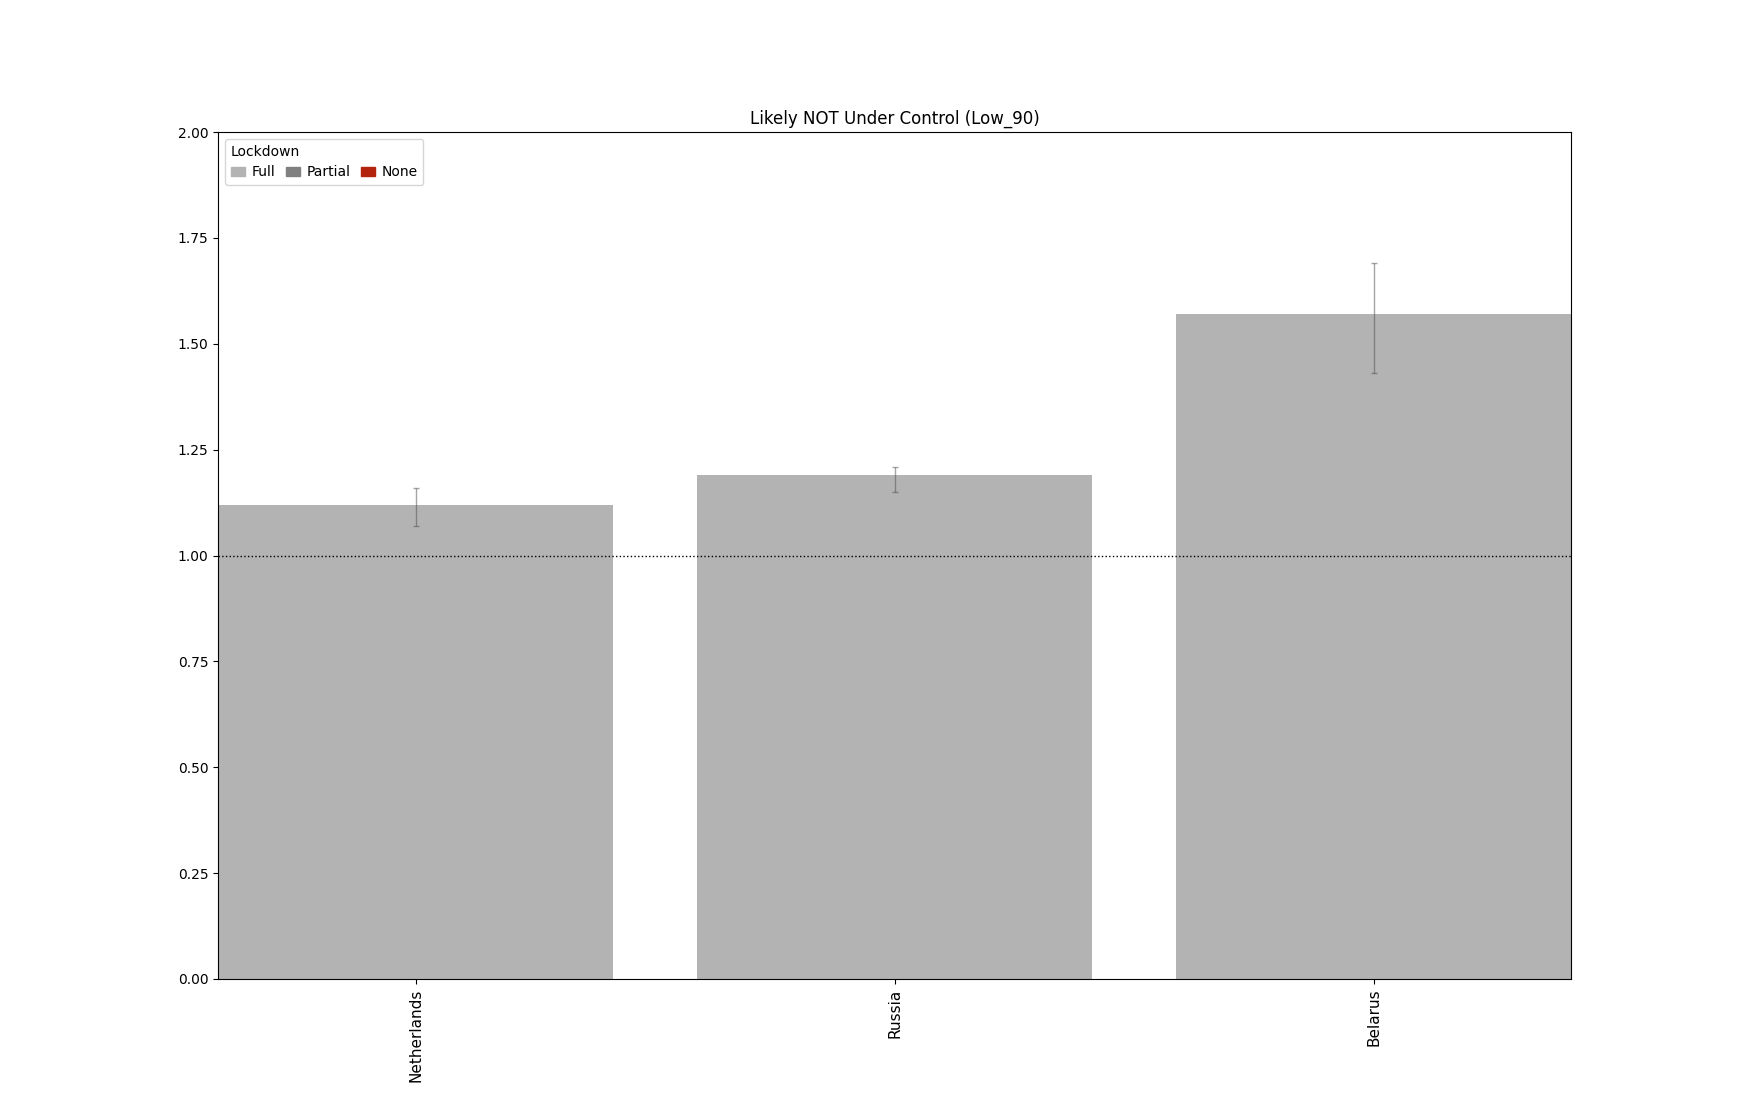 Likely NOT Under Control (Low_90)
2.00
Lockdown
Full Partial None
1.75
1.50
1.25
1.00
0.75
0.50
0.25
0.00
Netherlands
Russia
Belarus